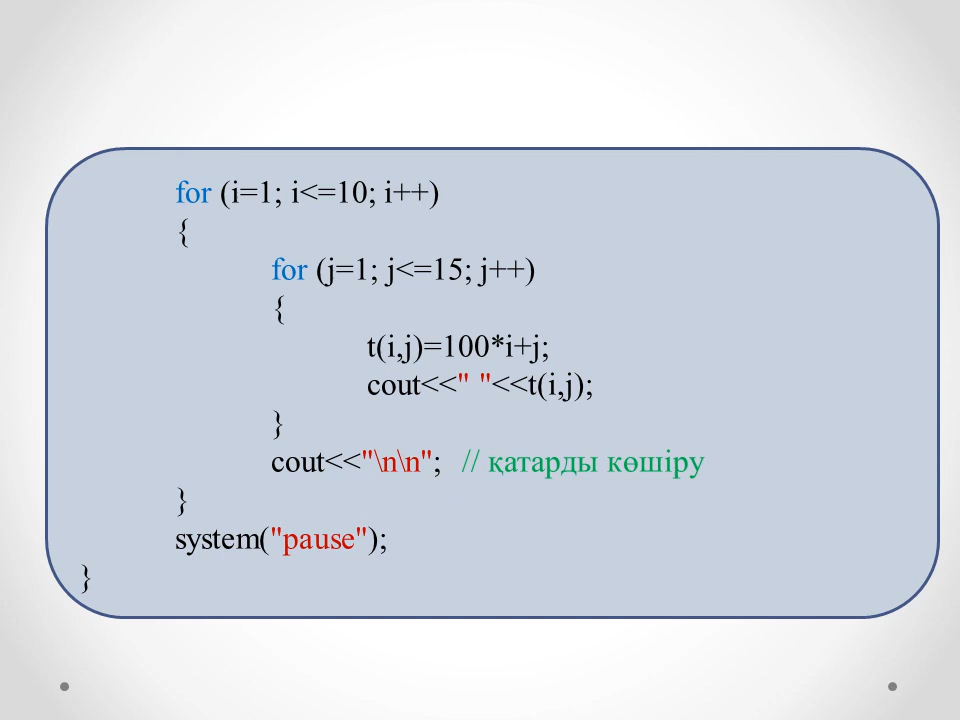 for (i=1; i<=10; i++)
{
for (j=1; j<=15; j++)
{
t(i,j)=100*i+j;
cout<<" "<<t(i,j);
}
cout<<"\n\n"; // қатарды көшіру
}
system("pause");
}